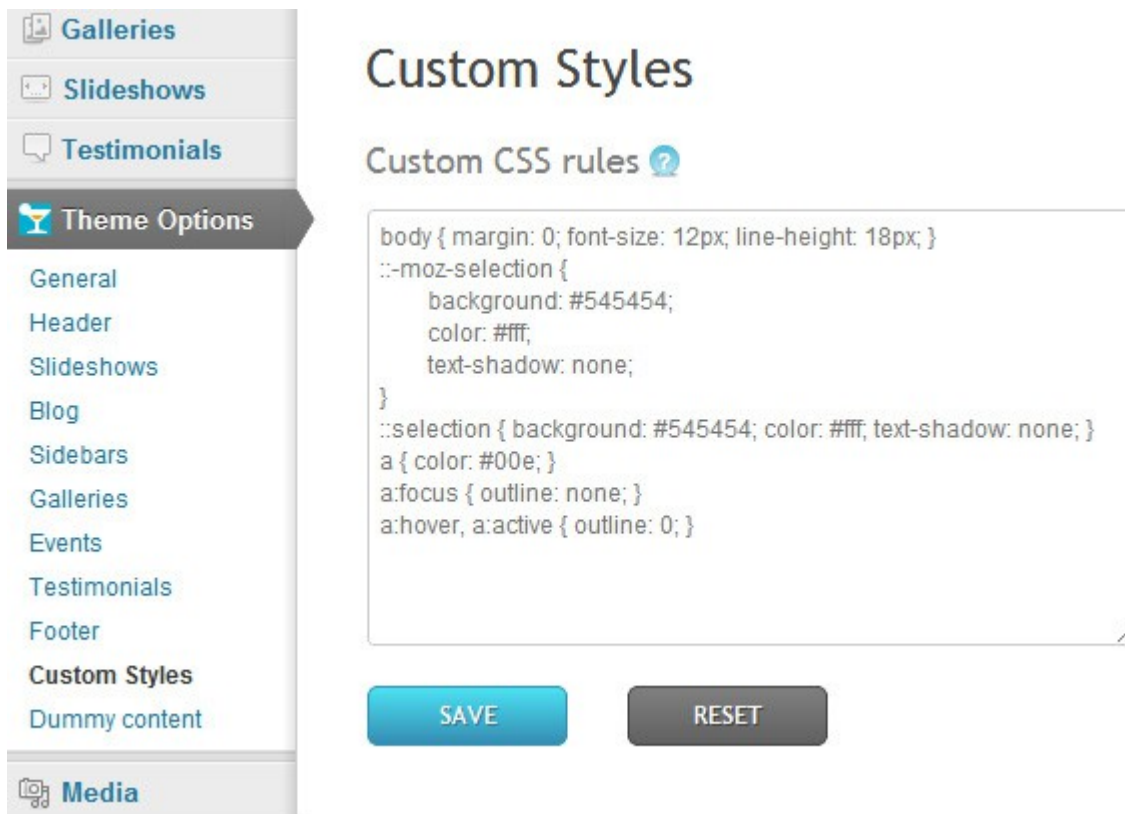 Galleries
Slideshows
Testimonials
Theme Options
General
Header
Slideshows
Blog
Sidebars
Galleries
Events
Testimonials
Footer
Custom Styles
Dummy content
Media
Custom Styles
Custom CSS rules ?
body { margin: 0; font-size: 12px; line-height: 18px; }
::-moz-selection {
background: #545454;
color: #fff;
text-shadow: none;
}
::selection { background: #545454; color: #fff; text-shadow: none; }
a { color: #00e; }
a:focus { outline: none; }
a:hover, a:active { outline: 0; }
SAVE
RESET